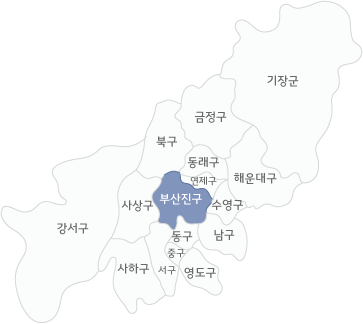 기장군
금정구
북구
동래구
연제구
해운대구
부산진구
사상구
수영구
강서구
동구
남구
중구
사하구
서구
영도구